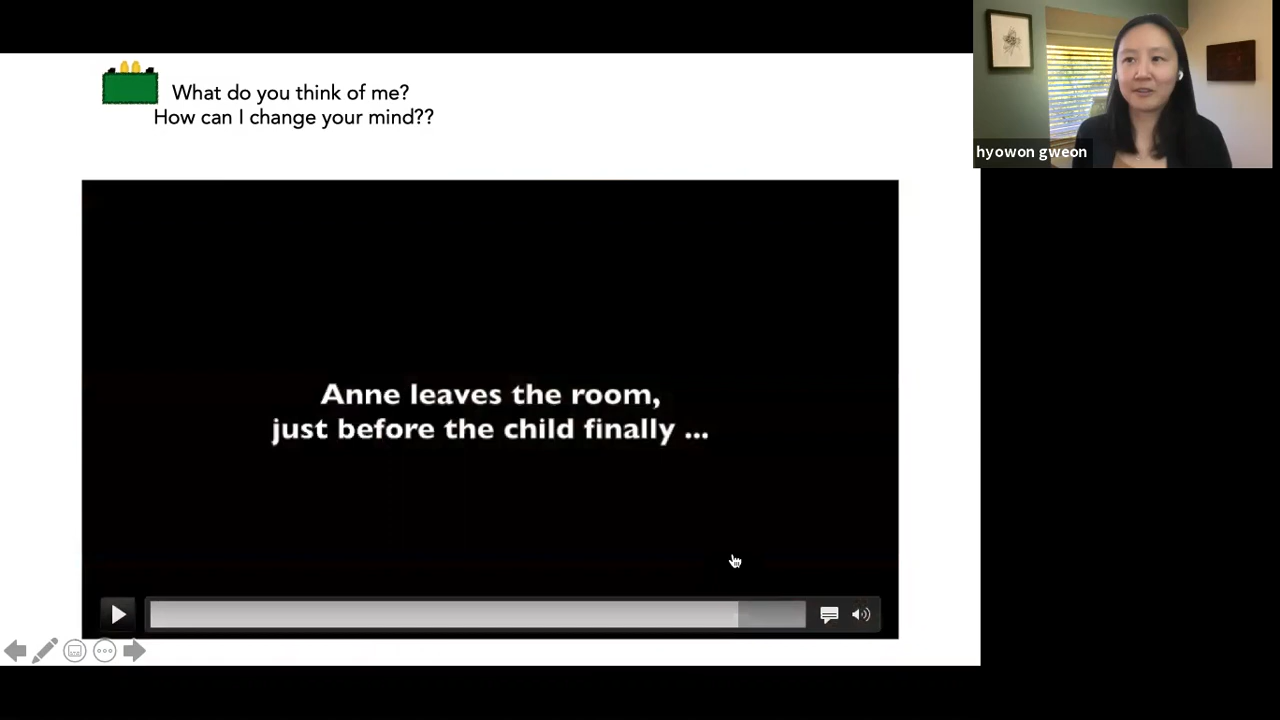 What do you think of me?
How can I change your mind??
hyowon gweon
Anne leaves the room,
just before the child finally ...